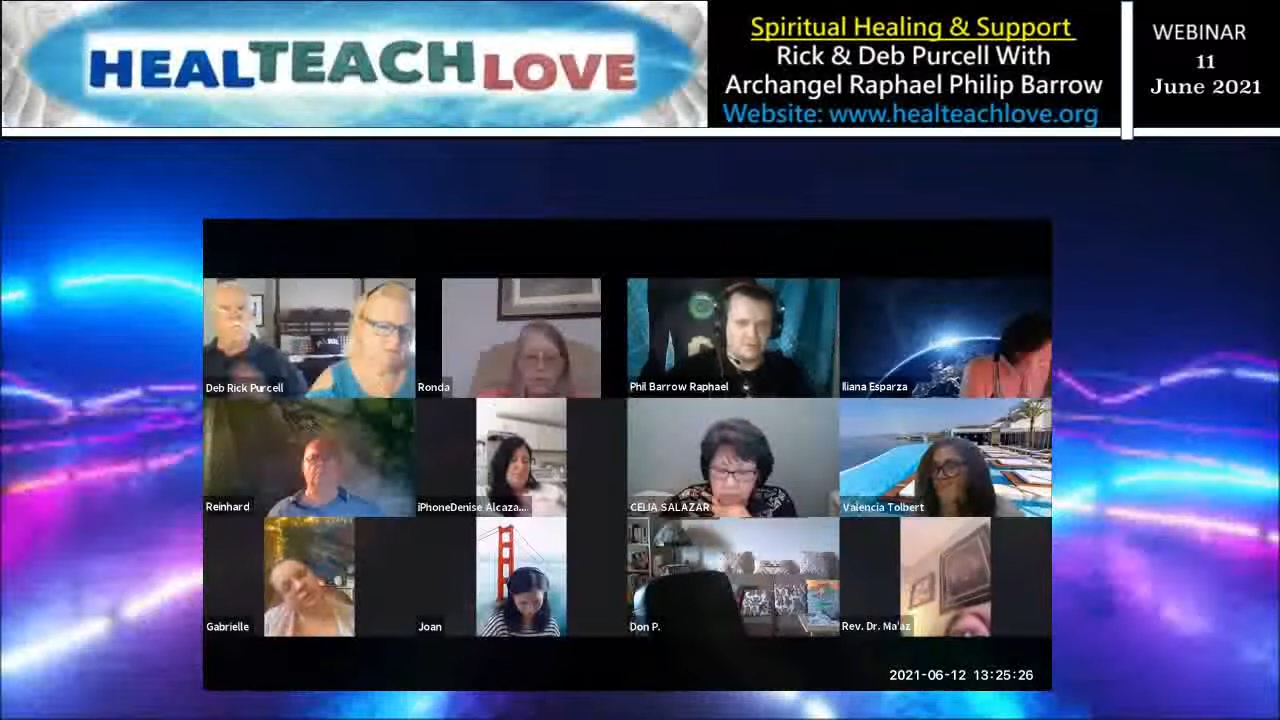 HEALTEACHLOVE
Spiritual Healing & Support
Rick & Deb Purcell With
Archangel Raphael Philip Barrow
Website: www.healteachlove.org
WEBINAR
11
June 2021
Deb Rick Purcell
Ronda
Phil Barrow Raphael
Iliana Esparza
Reinhard
iPhoneDenise Alcaza...
CELIA SALAZAR
Valencia Tolbert
Gabrielle
Joan
Don P.
Rev. Dr. Ma'az
2021-06-12 13:25:26